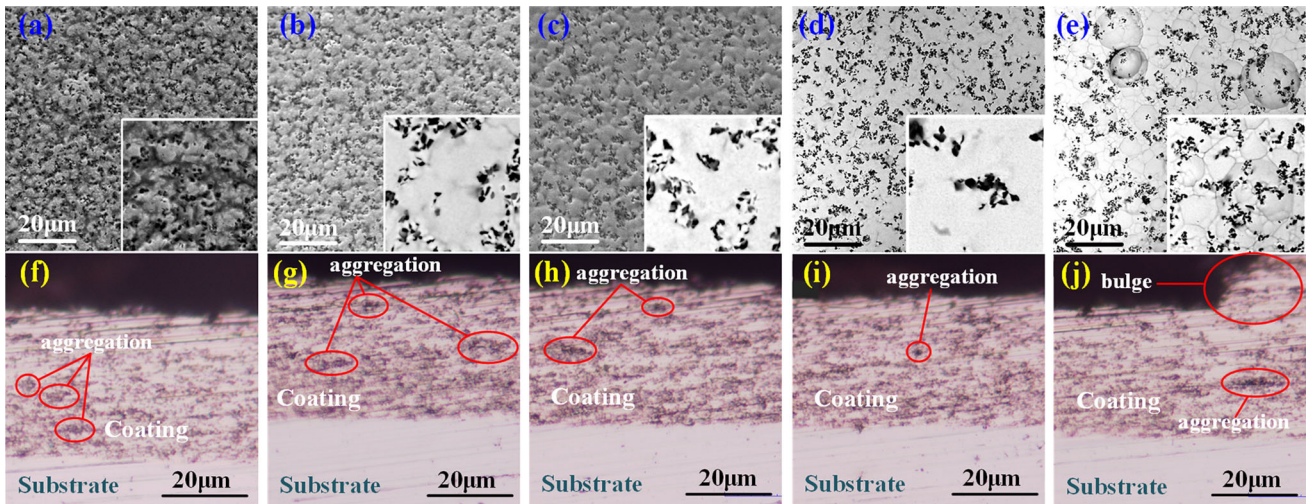 (a)
(b)
(c)
(d)
(e)
20μm
20μm
20μm
20μm
20μm
(f)
(g)
(h)
(i)
(j)
aggregation
aggregation
aggregation
aggregation
bulge
Coating
Coating
Coating
Coating
Coating
aggregation
Substrate
20μm
Substrate
20μm
Substrate
20μm
Substrate
20μm
Substrate
20μm